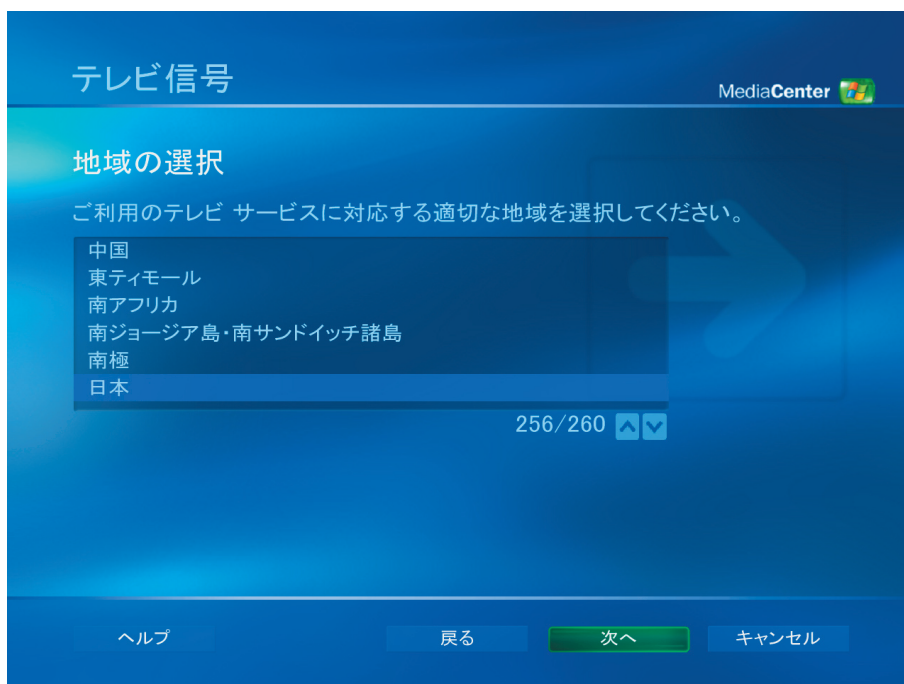 テレビ信号
MediaCenter
地域の選択
ご利用のテレビ サービスに対応する適切な地域を選択してください。
中国
東ティモール
南アフリカ
南ジョージア島・南サンドイッチ諸島
南極
日本
256/260
ヘルプ 戻る 次へ キャンセル